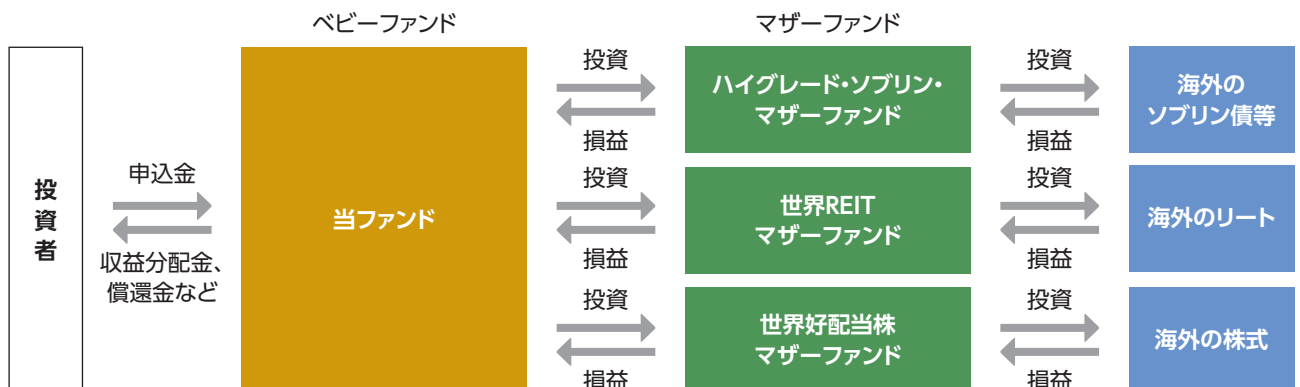 ベビーファンド
マザーファンド
投資者
申込金
収益分配金、
償還金など
当ファンド
投資
損益
ハイグレード・ソブリン・
マザーファンド
投資
損益
海外の
ソブリン債等
投資
損益
世界REIT
マザーファンド
投資
損益
海外のリート
投資
損益
世界好配当株
マザーファンド
投資
損益
海外の株式